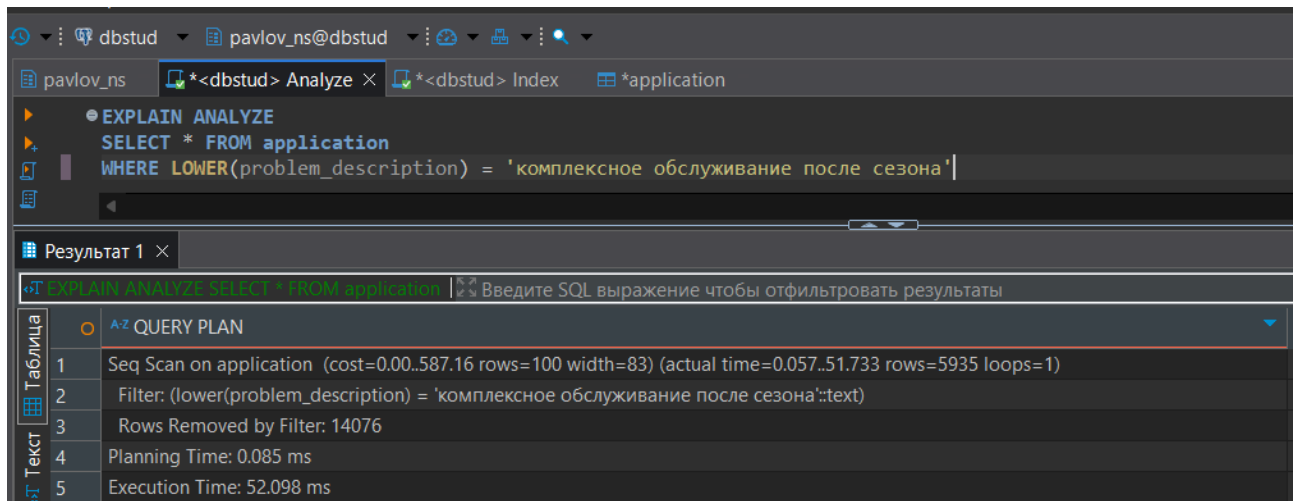 dbstud pavlov_ns@dbstud
pavlov_ns *<dbstud> Analyze *<dbstud> Index *application
EXPLAIN ANALYZE
SELECT * FROM application
WHERE LOWER(problem_description) = 'комплексное обслуживание после сезона'
Результат 1
EXPLAIN ANALYZE SELECT * FROM application Введите SQL выражение чтобы отфильтровать результаты
Таблица
Текст
A-Z QUERY PLAN
1 Seq Scan on application (cost=0.00..587.16 rows=100 width=83) (actual time=0.057..51.733 rows=5935 loops=1)
2 Filter: (lower(problem_description) = 'комплексное обслуживание после сезона'::text)
3 Rows Removed by Filter: 14076
4 Planning Time: 0.085 ms
5 Execution Time: 52.098 ms